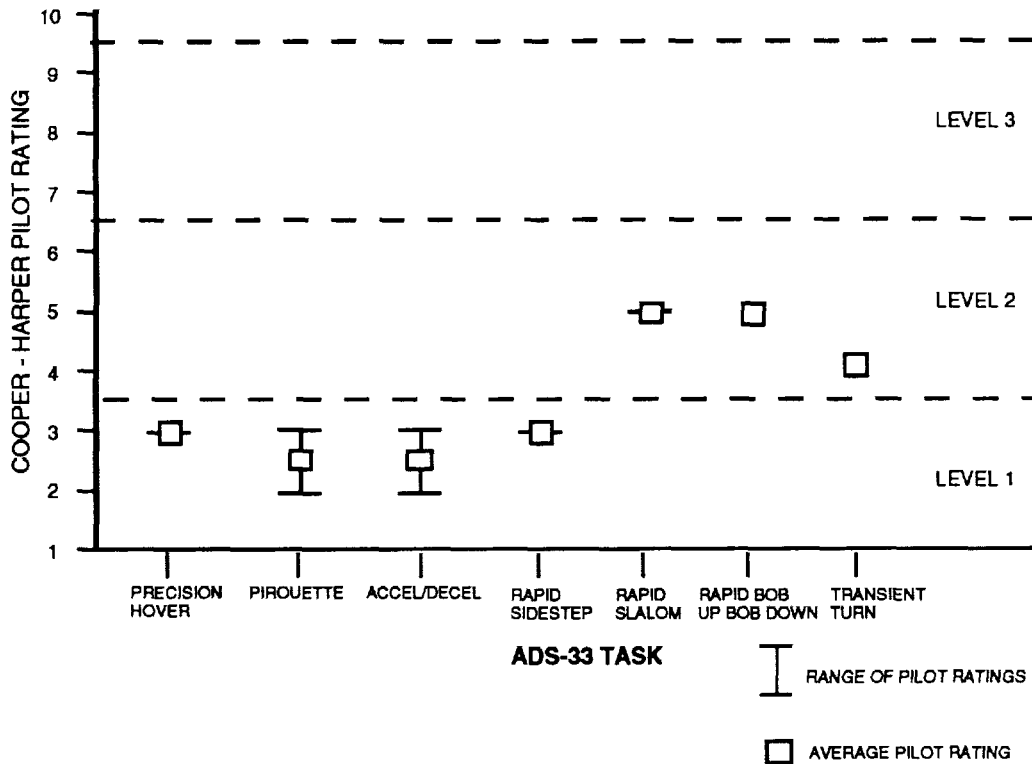 COOPER - HARPER PILOT RATING
10
9
8
7
6
5
4
3
2
1
LEVEL 3
LEVEL 2
LEVEL 1
PRECISION
HOVER
PIROUETTE
ACCEL/DECEL
RAPID
SIDESTEP
RAPID
SLALOM
RAPID BOB
UP BOB DOWN
TRANSIENT
TURN
ADS-33 TASK
RANGE OF PILOT RATINGS
AVERAGE PILOT RATING